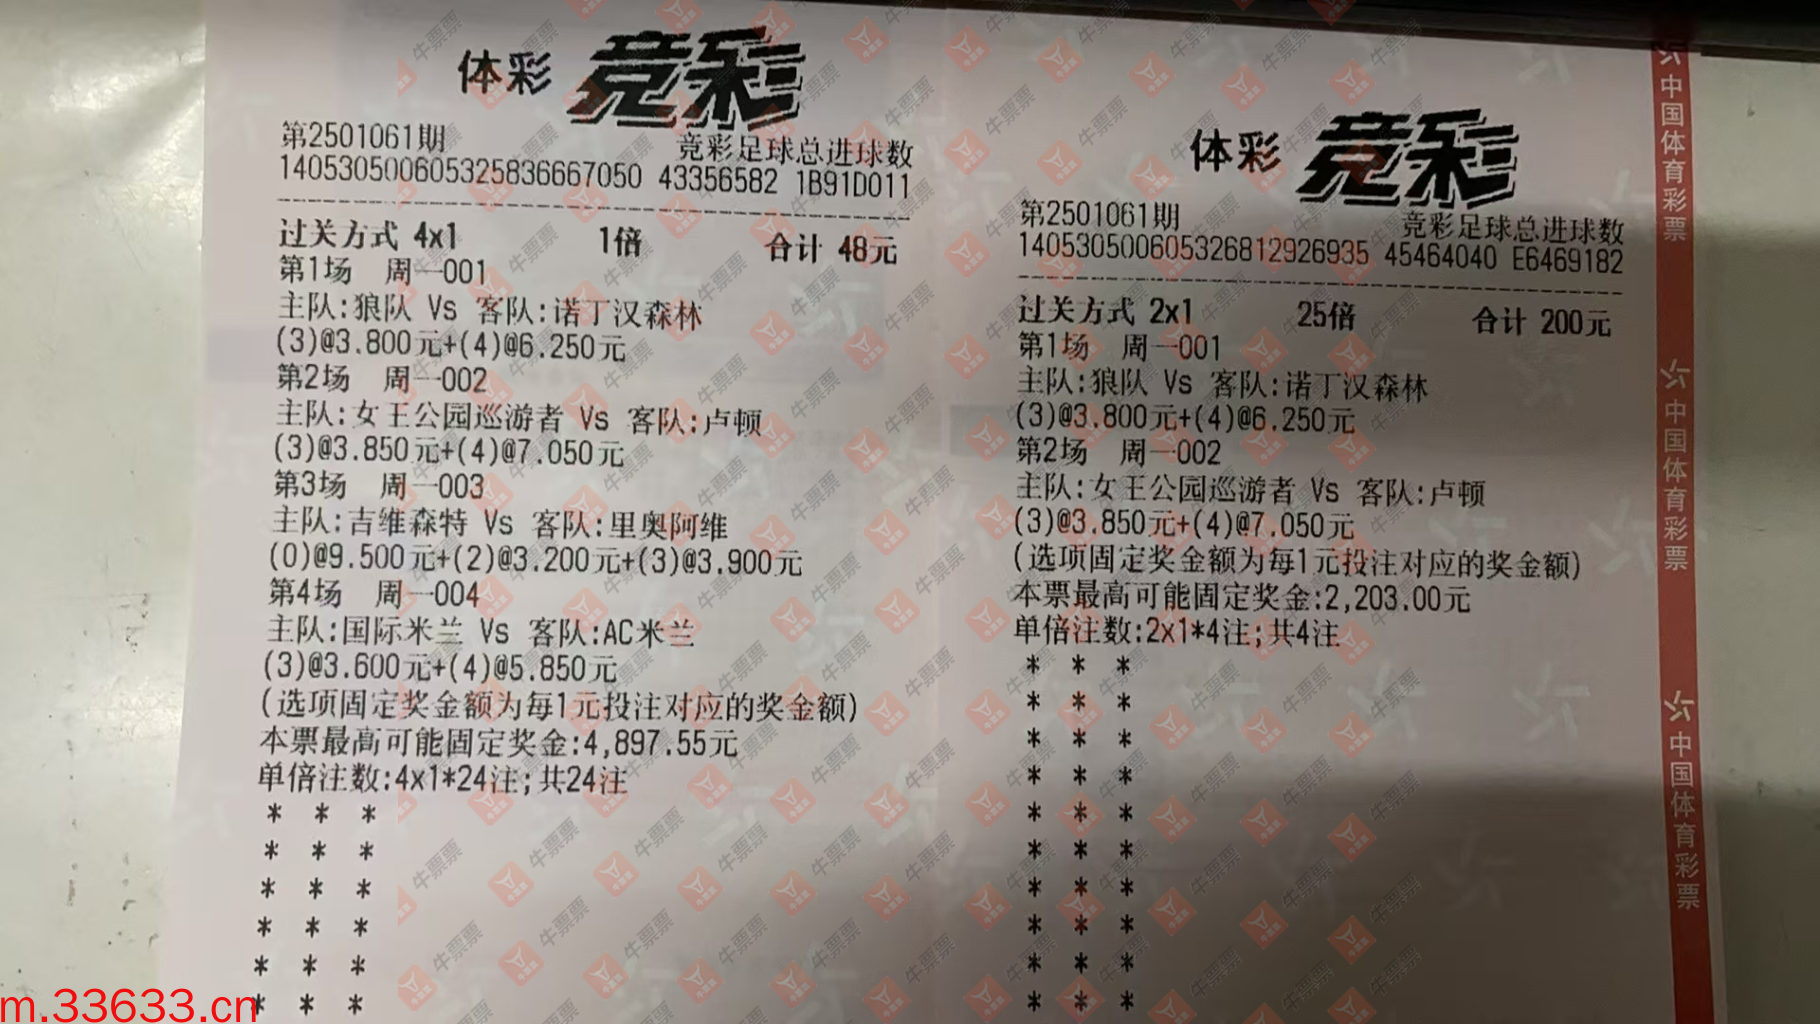 体彩 竞彩
第2501061期
竞彩足球总进球数
140530500605325836667050 43356582 1B91D011
过关方式 4x1 1倍 合计 48元
第1场 周一001
主队:狼队 Vs 客队:诺丁汉森林
(3)@3.800元+(4)@6.250元
第2场 周一002
主队:女王公园巡游者 Vs 客队:卢顿
(3)@3.850元+(4)@7.050元
第3场 周一003
主队:吉维森特 Vs 客队:里奥阿维
(0)@9.500元+(2)@3.200元+(3)@3.900元
第4场 周一004
主队:国际米兰 Vs 客队:AC米兰
(3)@3.600元+(4)@5.850元
(选项固定奖金额为每1元投注对应的奖金额)
本票最高可能固定奖金:4,897.55元
单倍注数:4x1*24注;共24注
* * *
* * *
* * *
* * *
* * *
* * *
体彩 竞彩
第2501061期
竞彩足球总进球数
140530500605326812926935 45464040 E6469182
过关方式 2x1 25倍 合计 200元
第1场 周一001
主队:狼队 Vs 客队:诺丁汉森林
(3)@3.800元+(4)@6.250元
第2场 周一002
主队:女王公园巡游者 Vs 客队:卢顿
(3)@3.850元+(4)@7.050元
(选项固定奖金额为每1元投注对应的奖金额)
本票最高可能固定奖金:2,203.00元
单倍注数:2x1*4注;共4注
* * *
* * *
* * *
* * *
* * *
* * *
* * *
* * *
* * *
* * *
中国体育彩票
中国体育彩票
中国体育彩票
牛票票
m.33633.cn